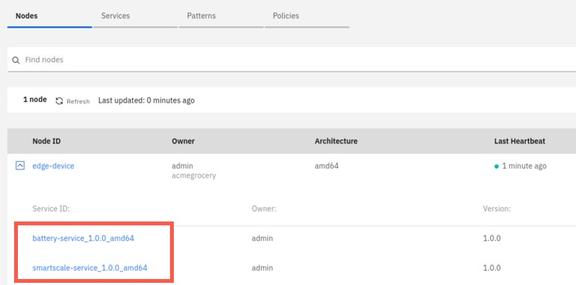 Nodes Services Patterns Policies
Find nodes
1 node Refresh Last updated: 0 minutes ago
Node ID Owner Architecture Last Heartbeat
edge-device admin amd64 1 minute ago
acmegrocery
Service ID: Owner: Version:
battery-service_1.0.0_amd64 admin 1.0.0
smartscale-service_1.0.0_amd64 admin 1.0.0